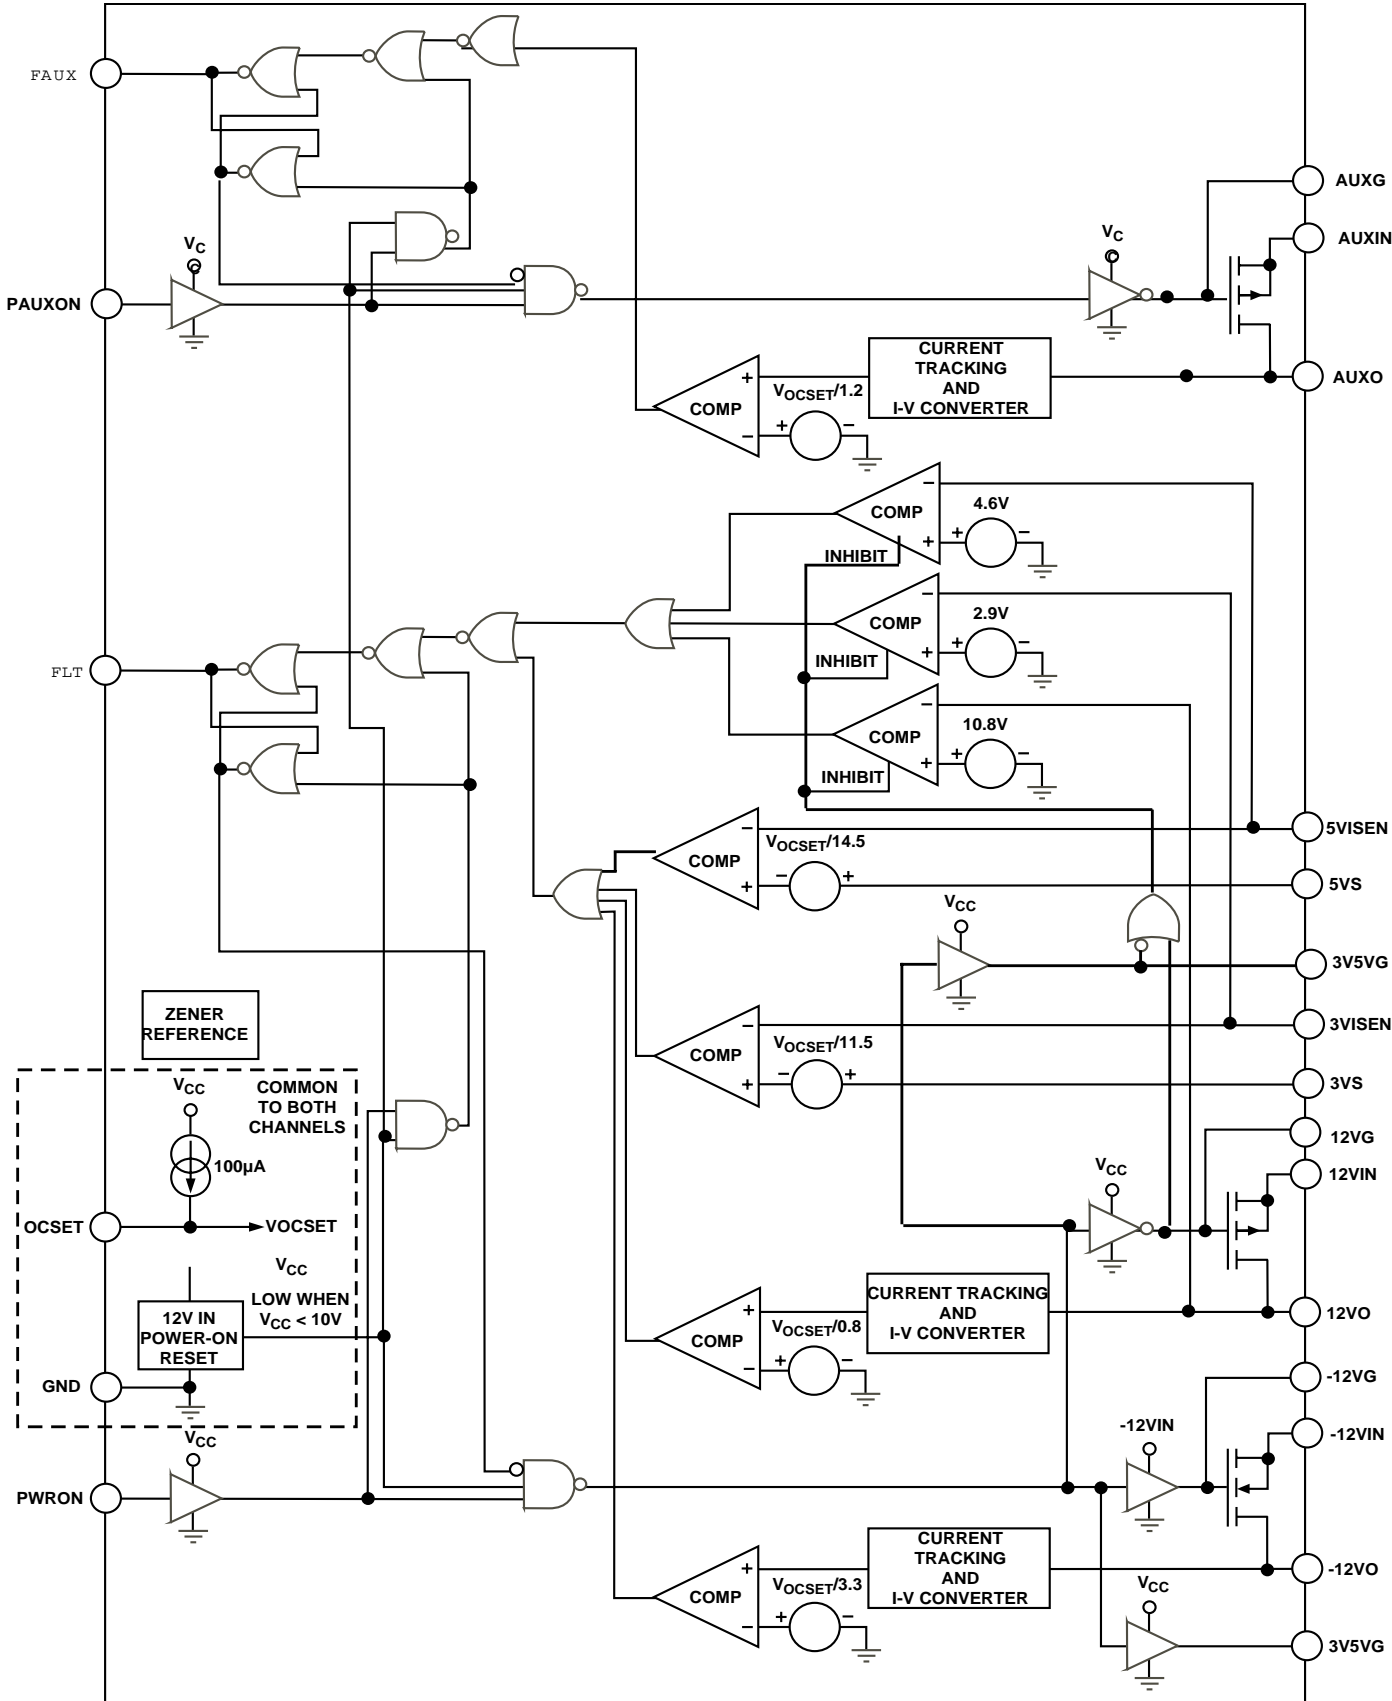 FAUX
AUXG
AUXIN
VC
VC
PAUXON
CURRENT
TRACKING
AND
I-V CONVERTER
AUXO
+
VOCSET/1.2
COMP
+
−
−
−
4.6V
COMP
+
+
−
INHIBIT
−
2.9V
COMP
+
+
−
INHIBIT
FLT
−
10.8V
COMP
+
+
−
INHIBIT
−
5VISEN
VOCSET/14.5
COMP
+
−
+
5VS
VCC
3V5VG
ZENER
REFERENCE
−
3VISEN
VOCSET/11.5
COMP
+
−
+
3VS
VCC
COMMON
TO BOTH
CHANNELS
12VG
100µA
VCC
12VIN
OCSET
VOCSET
VCC
LOW WHEN
VCC < 10V
12V IN
POWER-ON
RESET
CURRENT TRACKING
AND
I-V CONVERTER
12VO
+
VOCSET/0.8
COMP
−
+
−
GND
-12VG
VCC
-12VIN
-12VIN
PWRON
CURRENT
TRACKING
AND
I-V CONVERTER
-12VO
+
VOCSET/3.3
COMP
−
+
−
VCC
3V5VG